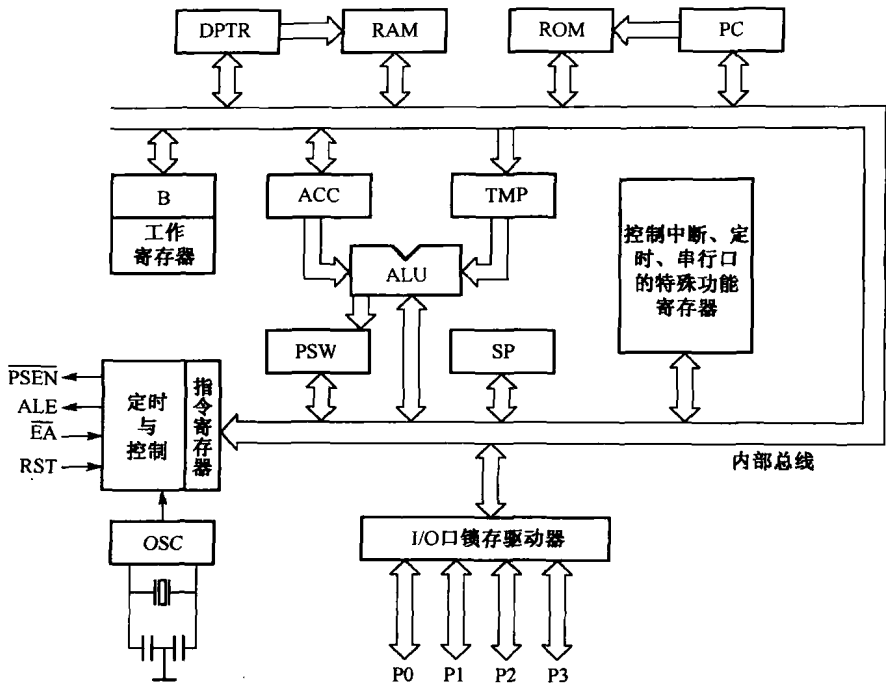 DPTR
RAM
ROM
PC
B
工作
寄存器
ACC
TMP
ALU
控制中断、定
时、串行口
的特殊功能
寄存器
PSW
SP
PSEN
ALE
EA
RST
定时
与
控制
指令寄存器
内部总线
OSC
I/O口锁存驱动器
P0
P1
P2
P3